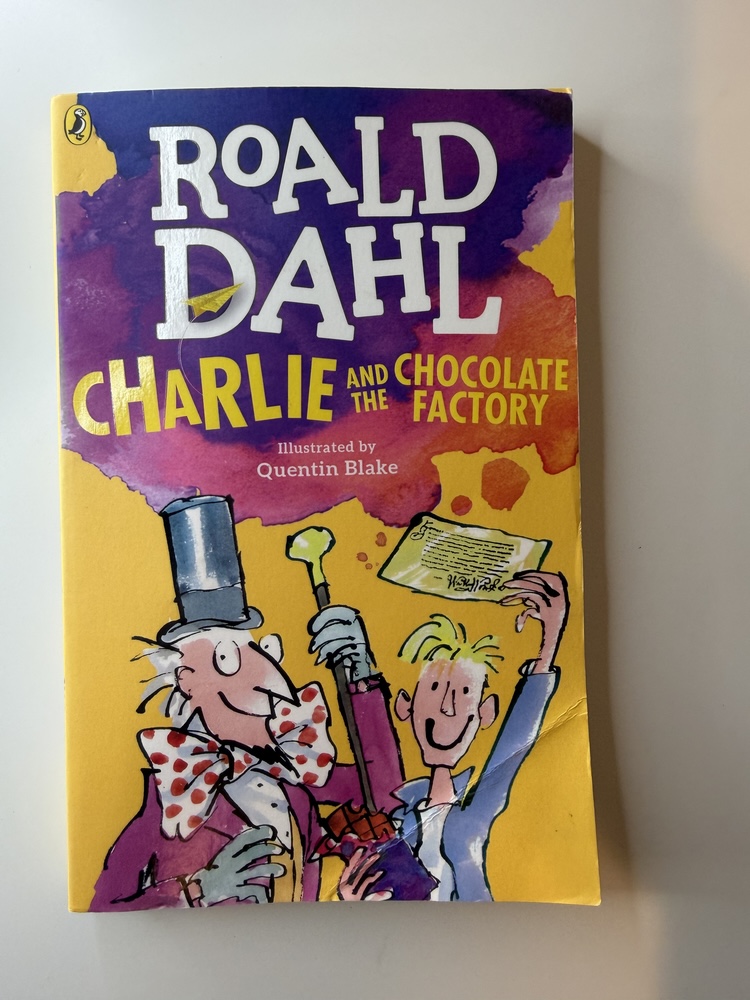 ROALD
DAHL
CHARLIE AND THE CHOCOLATE FACTORY
Illustrated by
Quentin Blake